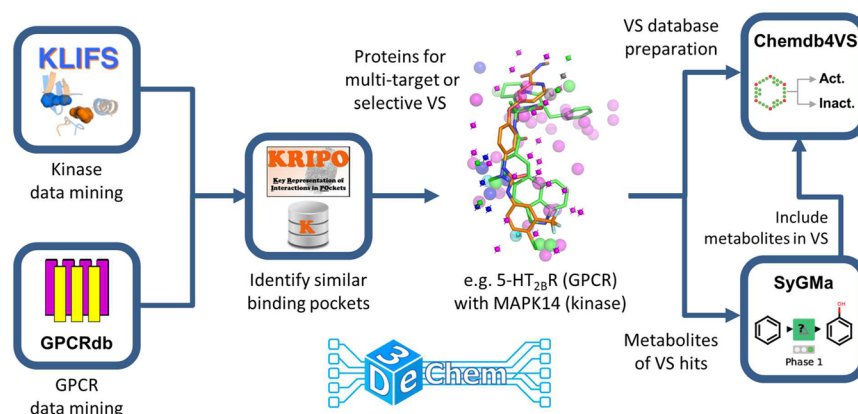 KLIFS
Kinase
data mining
GPCRdb
GPCR
data mining
KRIPO
Key Representation of
Interactions in POckets
K
Identify similar
binding pockets
Proteins for
multi-target or
selective VS
e.g. 5-HT2BR (GPCR)
with MAPK14 (kinase)
3
D
e
Chem
VS database
preparation
Chemdb4VS
Act.
Inact.
Include
metabolites in VS
SyGMa
OH
?
Phase 1
Metabolites
of VS hits